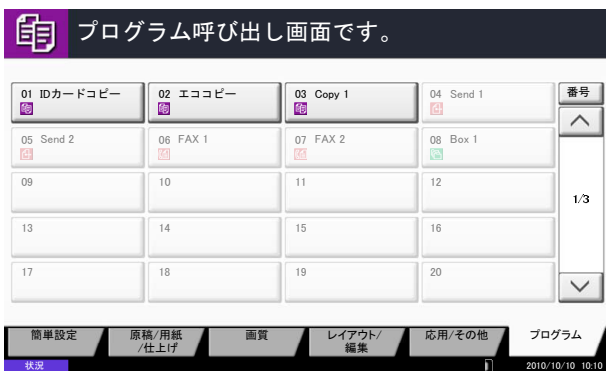 プログラム呼び出し画面です。
01 IDカードコピー
02 エココピー
03 Copy 1
04 Send 1
番号
05 Send 2
06 FAX 1
07 FAX 2
08 Box 1
09
10
11
12
1/3
13
14
15
16
17
18
19
20
簡単設定
原稿/用紙
/仕上げ
画質
レイアウト/
編集
応用/その他
プログラム
状況
2010/10/10 10:10